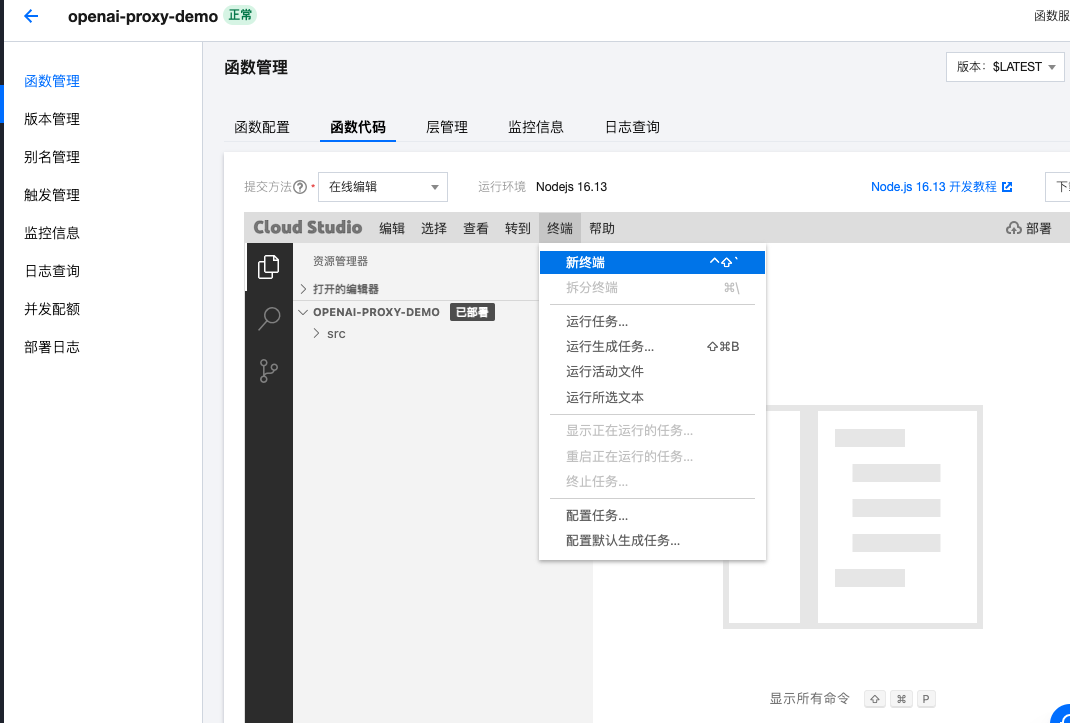 openai-proxy-demo 正常
函数服
函数管理
版本管理
别名管理
触发管理
监控信息
日志查询
并发配额
部署日志
函数管理
版本: $LATEST
函数配置 函数代码 层管理 监控信息 日志查询
提交方法 * 在线编辑 运行环境 Nodejs 16.13 Node.js 16.13 开发教程
Cloud Studio 编辑 选择 查看 转到 终端 帮助 部署
资源管理器
打开的编辑器
OPENAI-PROXY-DEMO 已部署
src
新终端 ^⇧`
拆分终端 ⌘\
运行任务...
运行生成任务... ⇧⌘B
运行活动文件
运行所选文本
显示正在运行的任务...
重启正在运行的任务...
终止任务...
配置任务...
配置默认生成任务...
显示所有命令 ⇧ ⌘ P